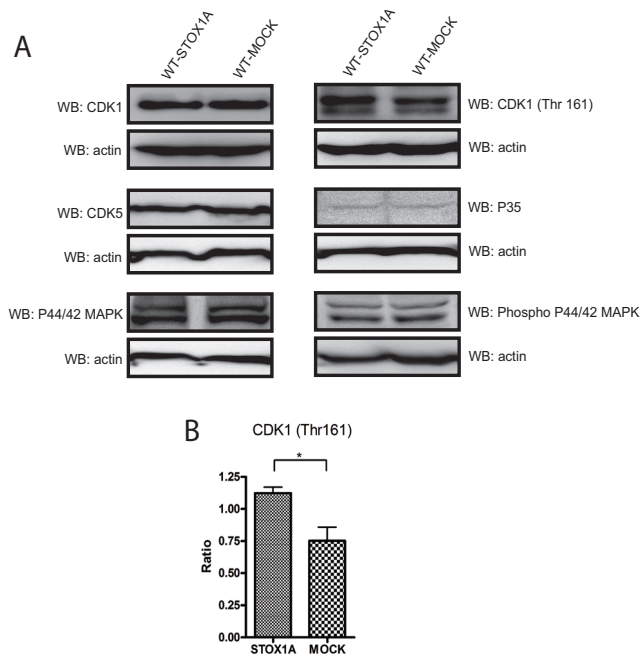 A
WT-STOX1A
WT-MOCK
WT-STOX1A
WT-MOCK
WB: CDK1
WB: CDK1 (Thr 161)
WB: actin
WB: actin
WB: CDK5
WB: P35
WB: actin
WB: actin
WB: P44/42 MAPK
WB: Phospho P44/42 MAPK
WB: actin
WB: actin
B
CDK1 (Thr161)
*
1.25
1.00
0.75
0.50
0.25
0.00
Ratio
STOX1A
MOCK